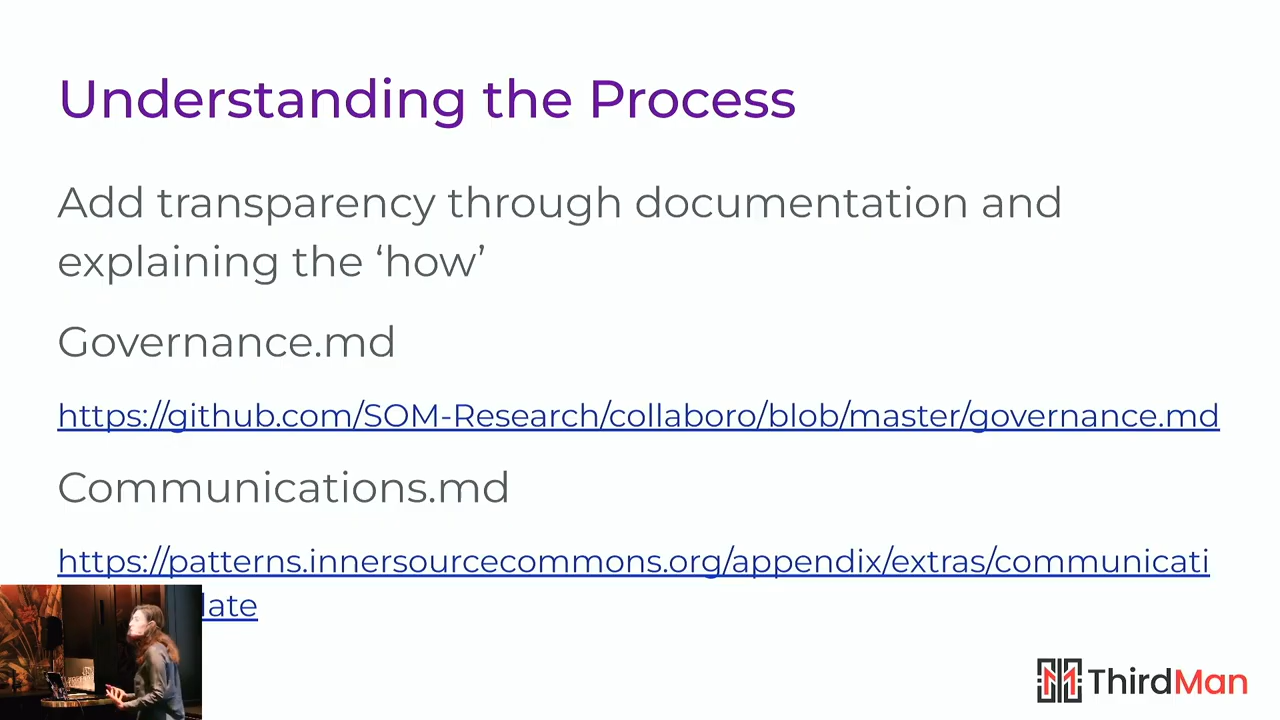 Understanding the Process
Add transparency through documentation and
explaining the ‘how’
Governance.md
https://github.com/SOM-Research/collaboro/blob/master/governance.md
Communications.md
https://patterns.innersourcecommons.org/appendix/extras/communicati
late
ThirdMan